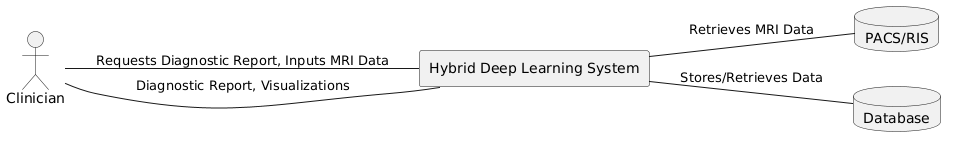 Clinician
Requests Diagnostic Report, Inputs MRI Data
Diagnostic Report, Visualizations
Hybrid Deep Learning System
Retrieves MRI Data
Stores/Retrieves Data
PACS/RIS
Database